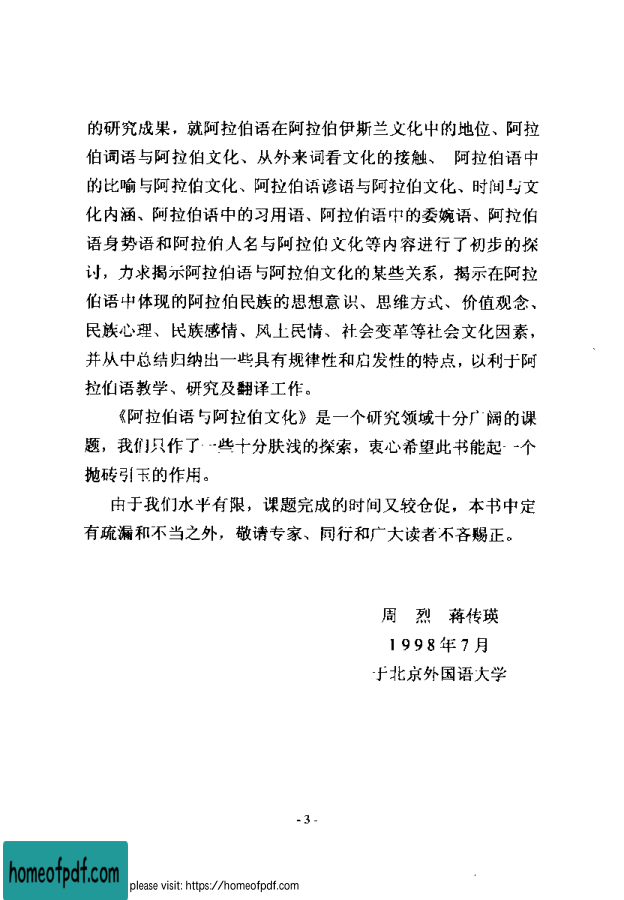 的研究成果，就阿拉伯语在阿拉伯伊斯兰文化中的地位、阿拉
伯词语与阿拉伯文化、从外来词看文化的接触、 阿拉伯语中
的比喻与阿拉伯文化、阿拉伯语谚语与阿拉伯文化、时间与文
化内涵、阿拉伯语中的习用语、阿拉伯语中的委婉语、阿拉伯
语身势语和阿拉伯人名与阿拉伯文化等内容进行了初步的探
讨，力求揭示阿拉伯语与阿拉伯文化的某些关系，揭示在阿拉
伯语中体现的阿拉伯民族的思想意识、思维方式、价值观念、
民族心理、民族感情、风土民情、社会变革等社会文化因素，
并从中总结归纳出一些具有规律性和启发性的特点，以利于阿
拉伯语教学、研究及翻译工作。
《阿拉伯语与阿拉伯文化》是一个研究领域十分广阔的课
题，我们只作了一些十分肤浅的探索，衷心希望此书能起一个
抛砖引玉的作用。
由于我们水平有限，课题完成的时间又较仓促，本书中定
有疏漏和不当之外，敬请专家、同行和广大读者不吝赐正。
周 烈 蒋传瑛
1998年7月
于北京外国语大学
- 3 -
homeofpdf.com
please visit: https://homeofpdf.com